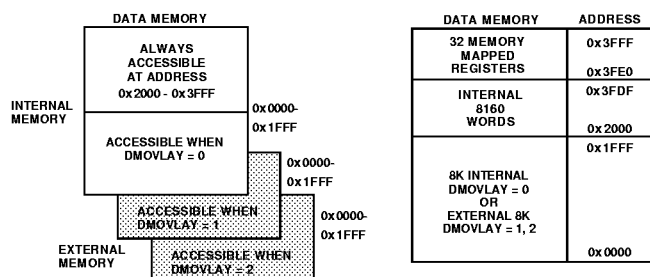 DATA MEMORY
ALWAYS
ACCESSIBLE
AT ADDRESS
0x2000 - 0x3FFF
INTERNAL
MEMORY
0x0000-
0x1FFF
ACCESSIBLE WHEN
DMOVLAY = 0
0x0000-
0x1FFF
ACCESSIBLE WHEN
DMOVLAY = 1
0x0000-
0x1FFF
EXTERNAL
MEMORY
ACCESSIBLE WHEN
DMOVLAY = 2
DATA MEMORY ADDRESS
32 MEMORY
MAPPED
REGISTERS
0x3FFF
0x3FE0
INTERNAL
8160
WORDS
0x3FDF
0x2000
8K INTERNAL
DMOVLAY = 0
OR
EXTERNAL 8K
DMOVLAY = 1, 2
0x1FFF
0x0000